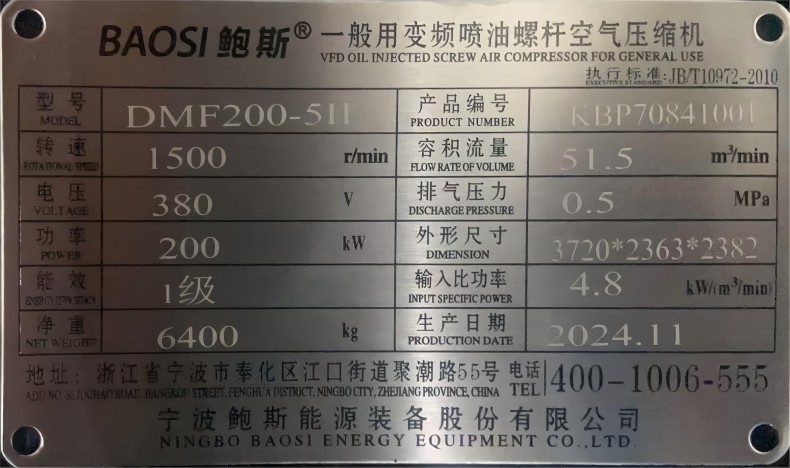 BAOSI 鲍斯® 一般用变频喷油螺杆空气压缩机
VFD OIL INJECTED SCREW AIR COMPRESSOR FOR GENERAL USE
执行标准: JB/T10972-2010
EXECUTIVE STANDARD
型号 DMF200-5II 产品编号 KBP70841001
MODEL PRODUCT NUMBER
转速 1500 r/min 容积流量 51.5 m³/min
ROTATIONAL SPEED FLOW RATE OF VOLUME
电压 380 V 排气压力 0.5 MPa
VOLTAGE DISCHARGE PRESSURE
功率 200 kW 外形尺寸 3720*2363*2382
POWER DIMENSION
能效 1级 输入比功率 4.8 kW/(m³/min)
ENERGY EFFICIENCY INPUT SPECIFIC POWER
净重 6400 kg 生产日期 2024.11
NET WEIGHT PRODUCTION DATE
地址: 浙江省宁波市奉化区江口街道聚潮路55号 电话 400-1006-555
ADD NO. ROAD, JIANGKOU STREET, FENGHUA DISTRICT, NINGBO CITY, ZHEJIANG PROVINCE, CHINA TEL
宁波鲍斯能源装备股份有限公司
NINGBO BAOSI ENERGY EQUIPMENT CO.,LTD.